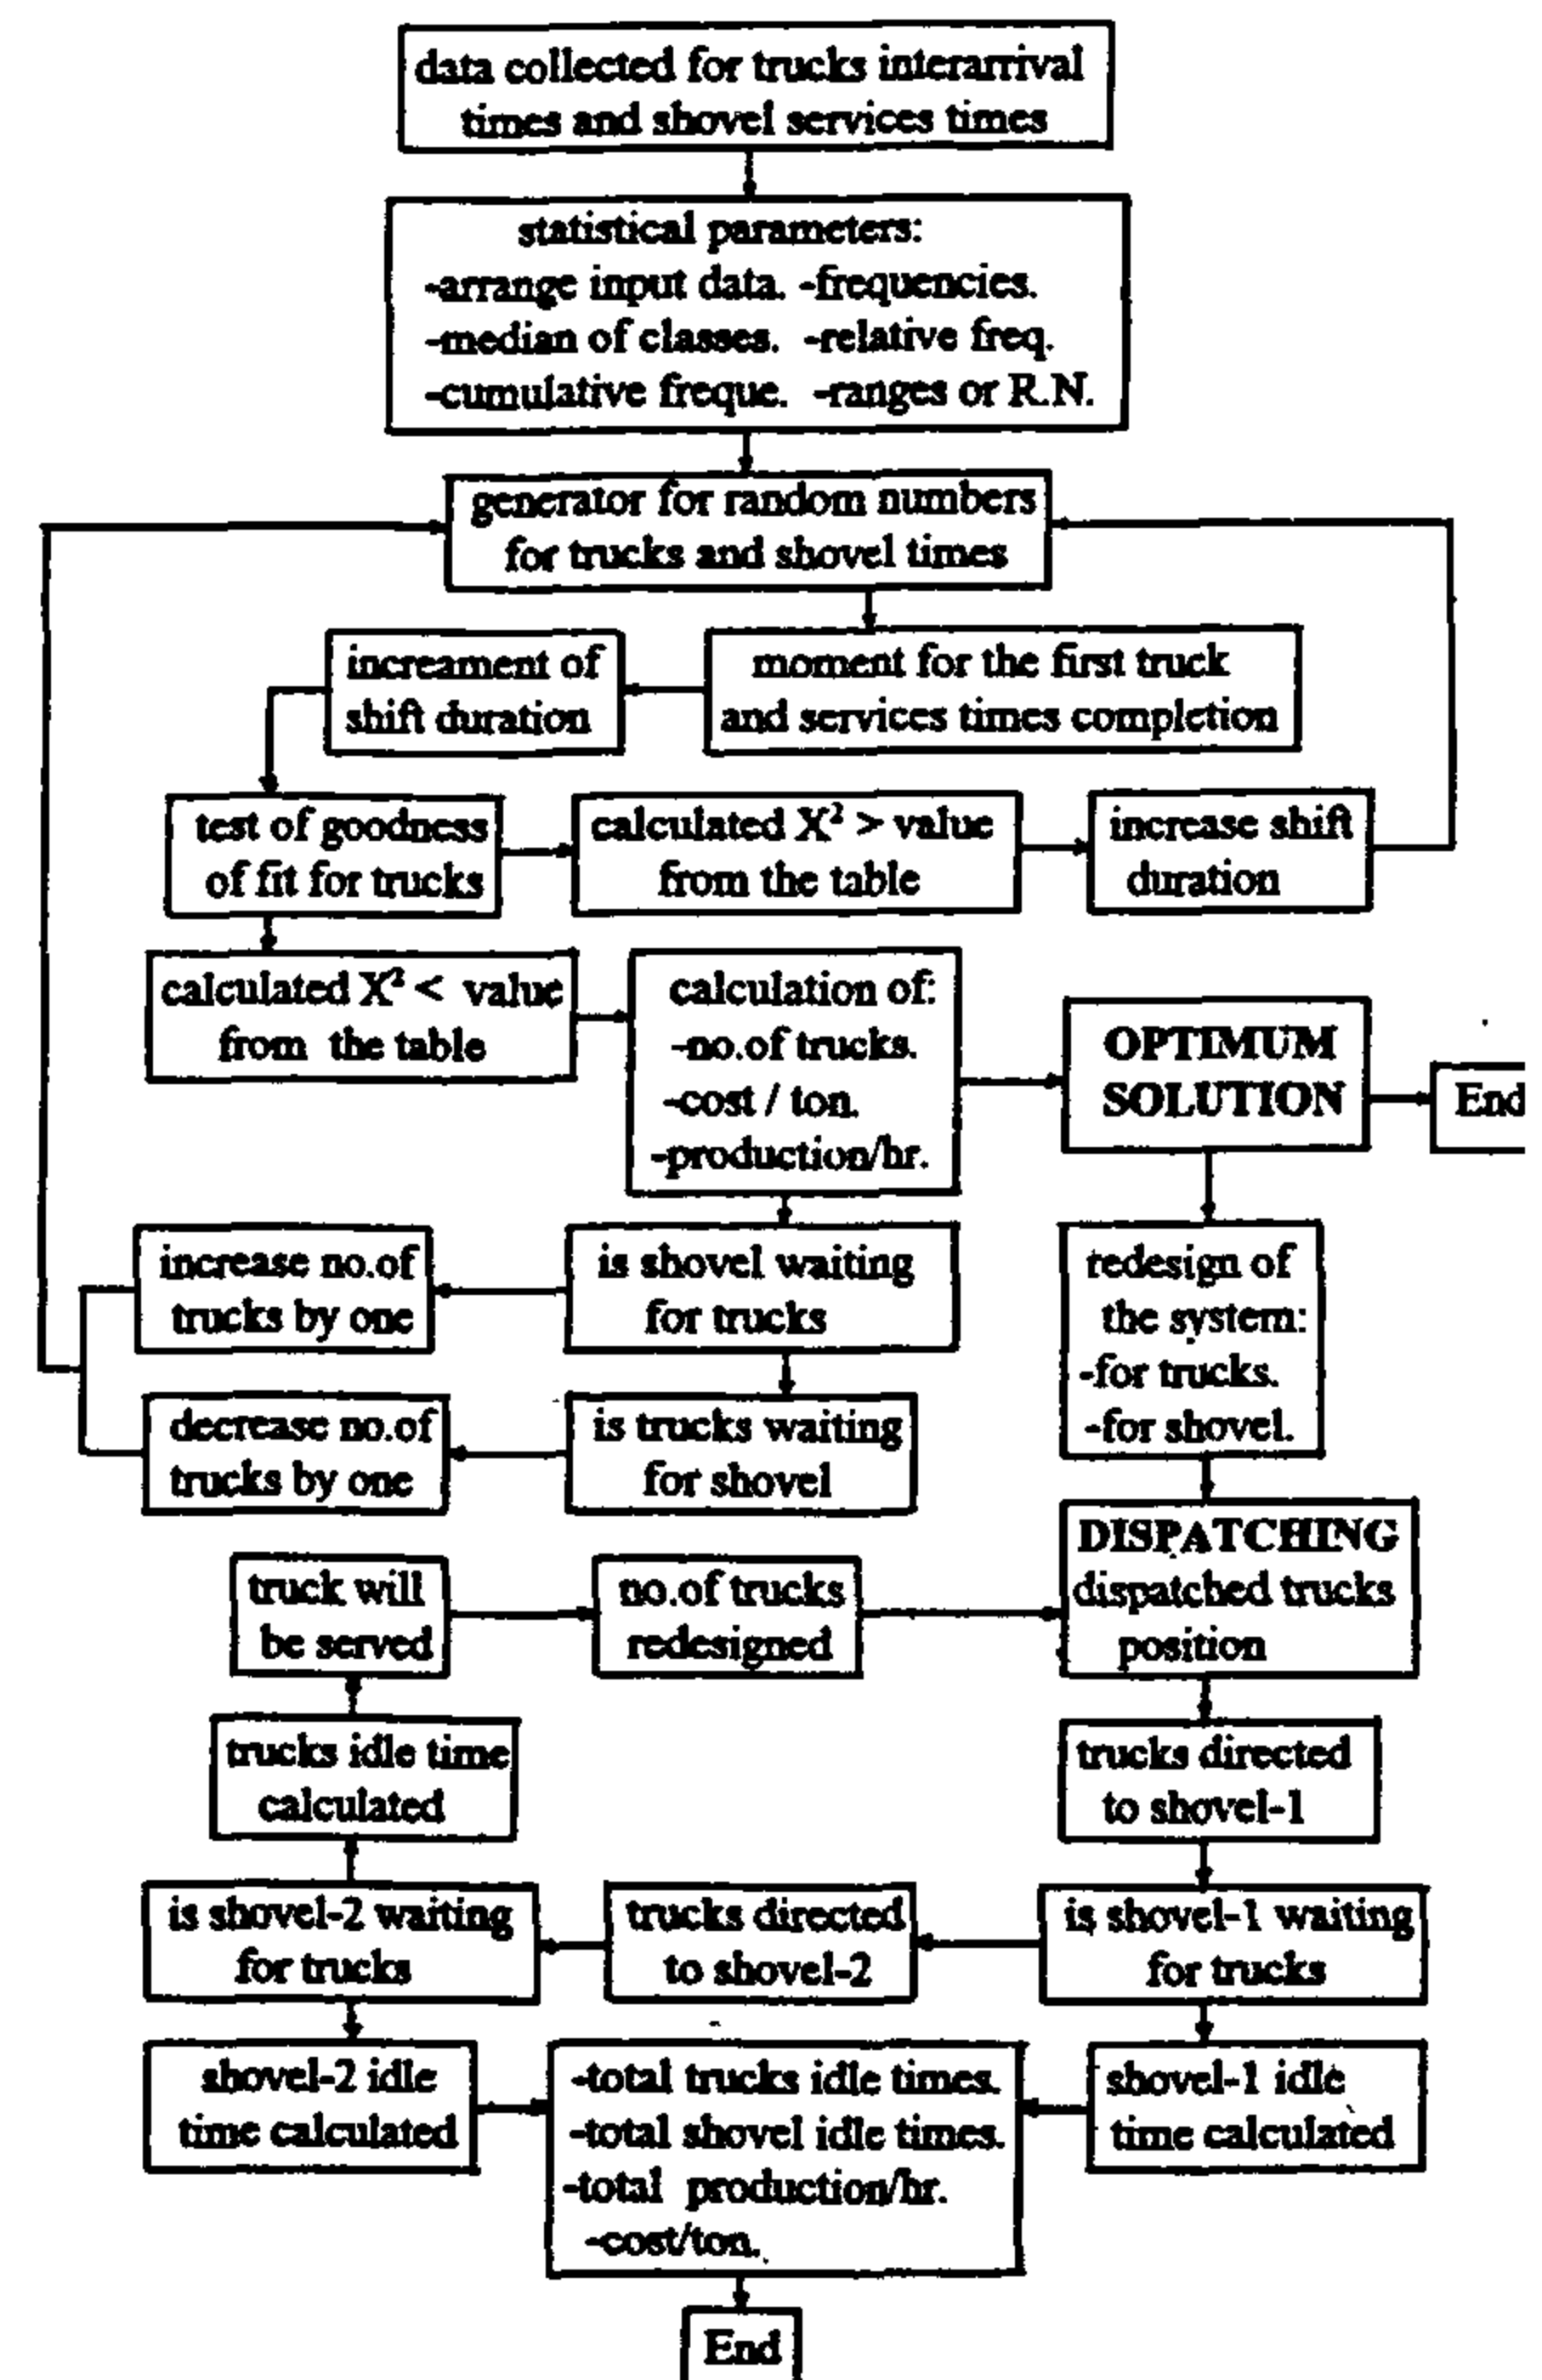 data collected for trucks interarrival
times and shovel services times
statistical parameters:
-arrange input data. -frequencies.
-median of classes. -relative freq.
-cumulative freque. -ranges or R.N.
generator for random numbers
for trucks and shovel times
increament of
shift duration
moment for the first truck
and services times completion
test of goodness
of fit for trucks
calculated X² > value
from the table
increase shift
duration
calculated X² < value
from the table
calculation of:
-no.of trucks.
-cost / ton.
-production/hr.
OPTIMUM
SOLUTION
End
increase no.of
trucks by one
is shovel waiting
for trucks
redesign of
the system:
-for trucks.
-for shovel.
decrease no.of
trucks by one
is trucks waiting
for shovel
truck will
be served
no.of trucks
redesigned
DISPATCHING
dispatched trucks
position
trucks idle time
calculated
trucks directed
to shovel-1
is shovel-2 waiting
for trucks
trucks directed
to shovel-2
is shovel-1 waiting
for trucks
shovel-2 idle
time calculated
-total trucks idle times.
-total shovel idle times.
-total production/hr.
-cost/ton.
shovel-1 idle
time calculated
End